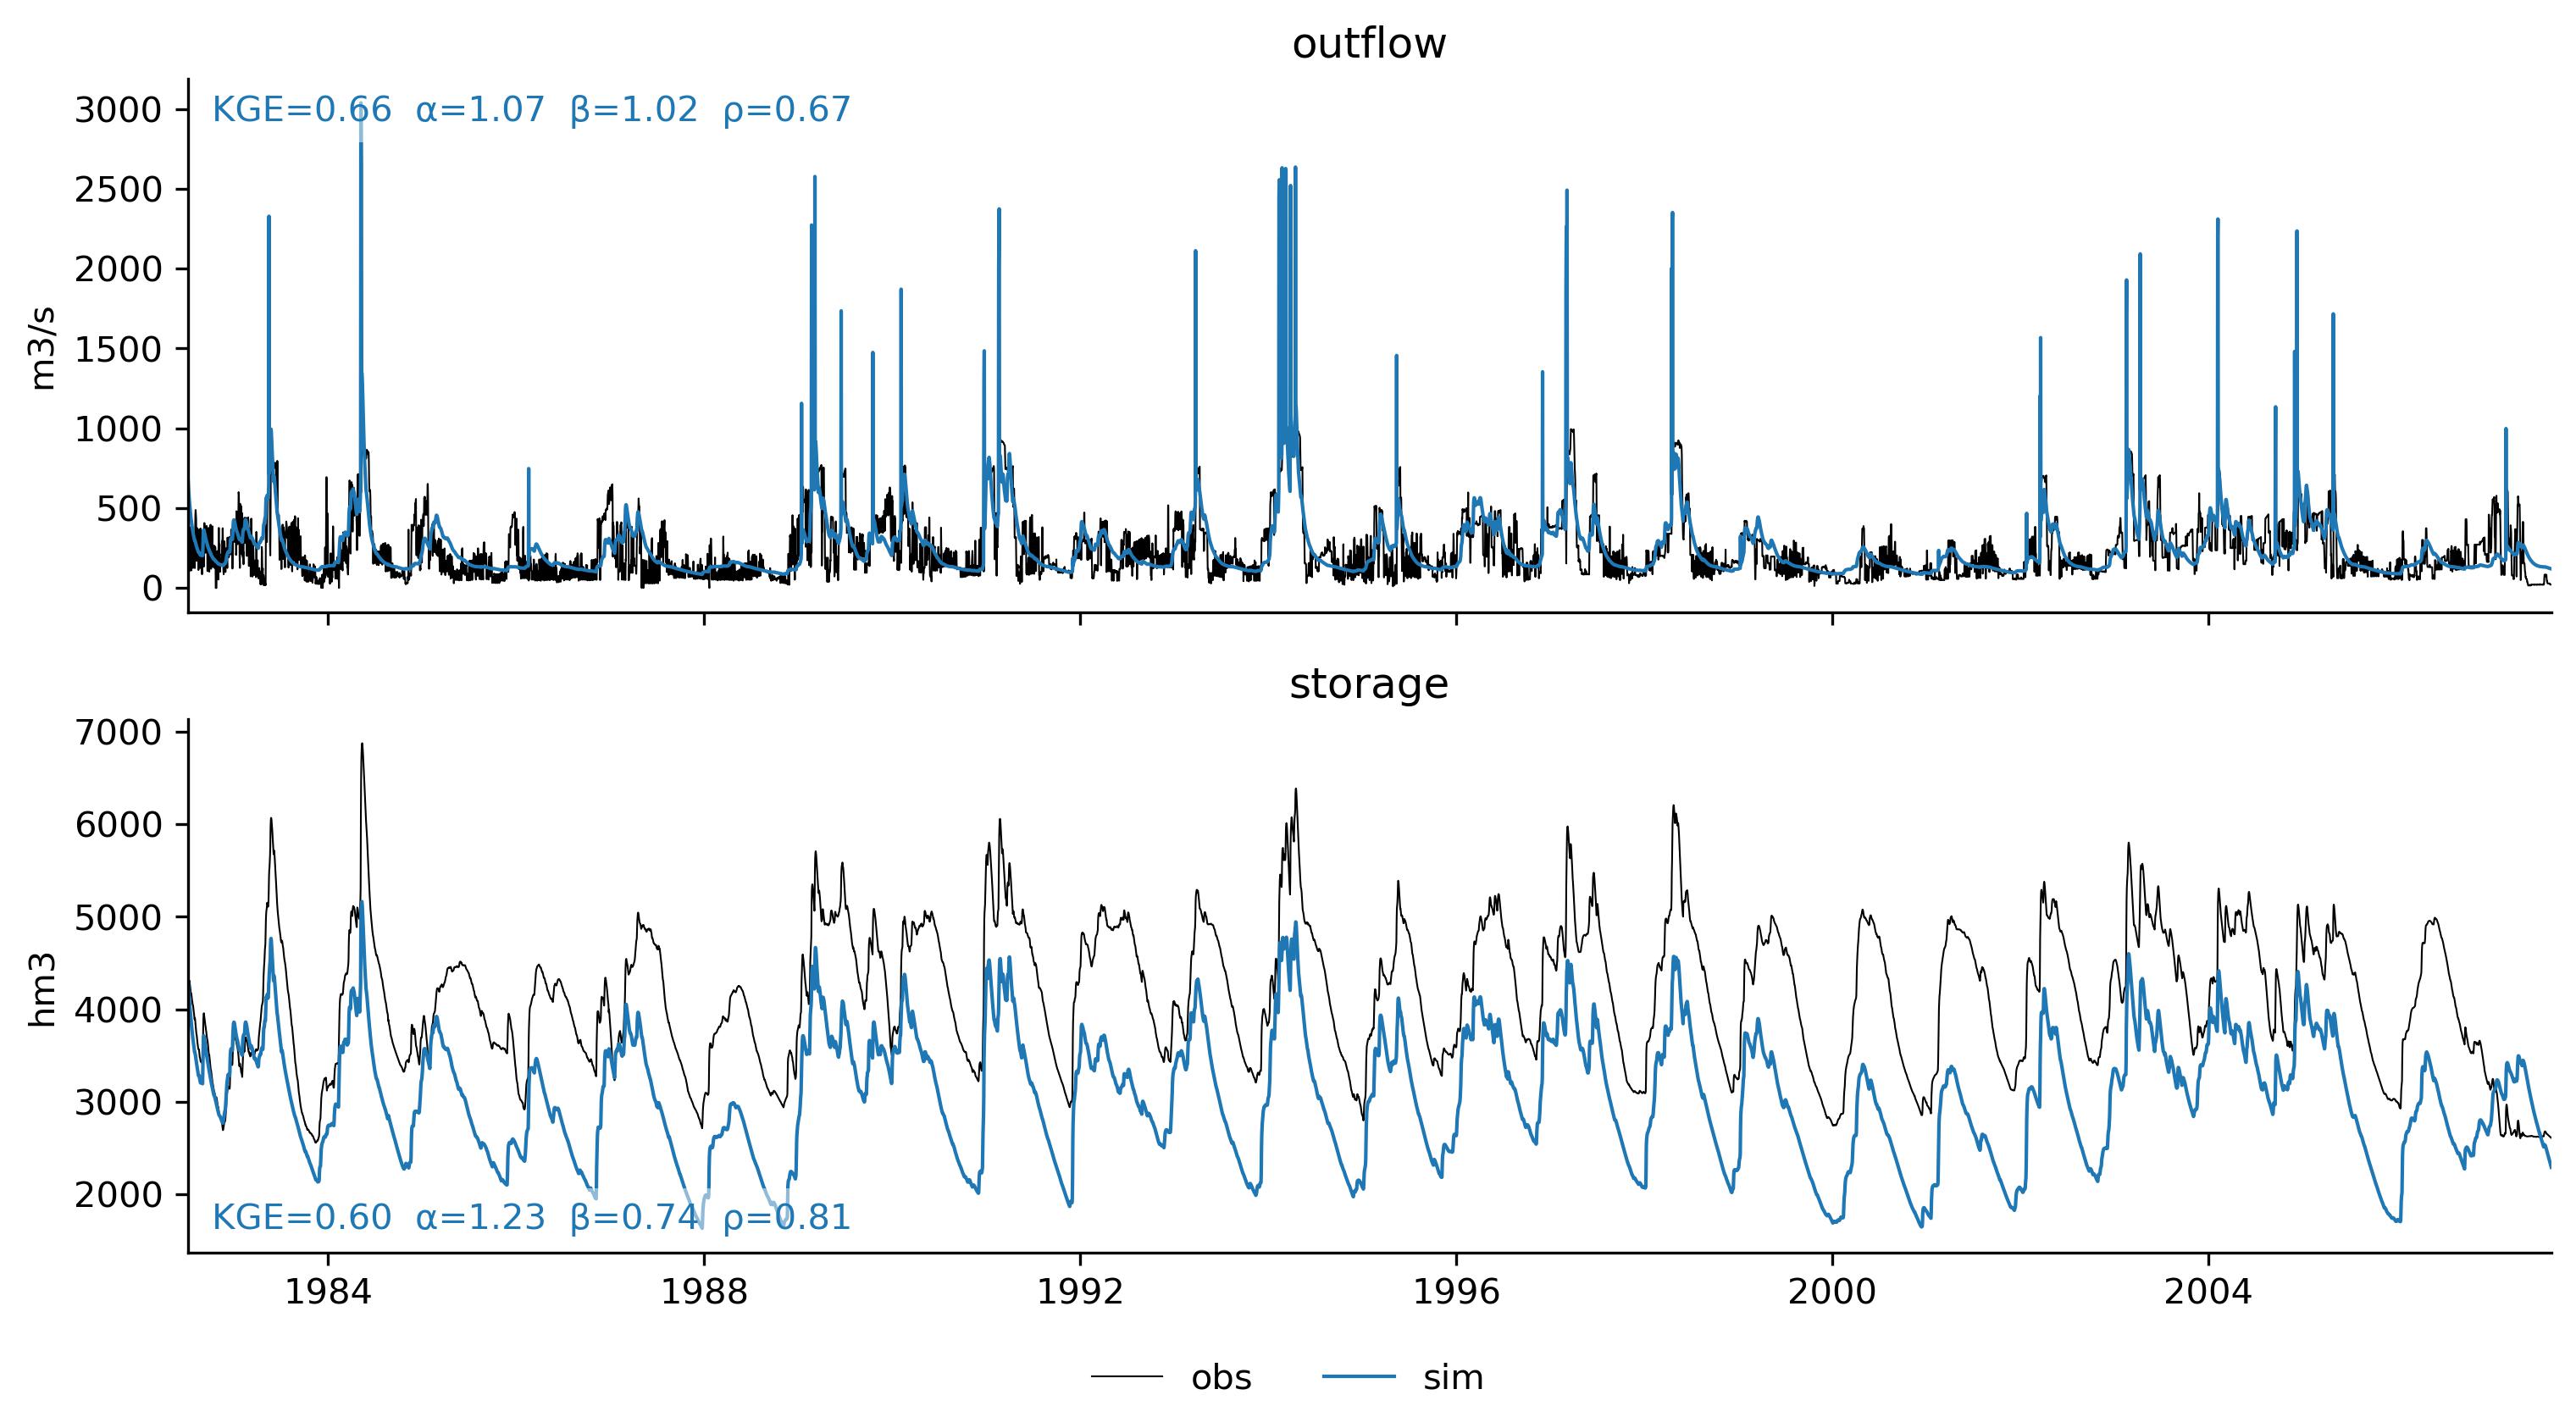 outflow
KGE=0.66 α=1.07 β=1.02 ρ=0.67
3000
2500
2000
1500
1000
500
0
m3/s
storage
7000
6000
5000
4000
3000
2000
hm3
KGE=0.60 α=1.23 β=0.74 ρ=0.81
1984 1988 1992 1996 2000 2004
obs sim